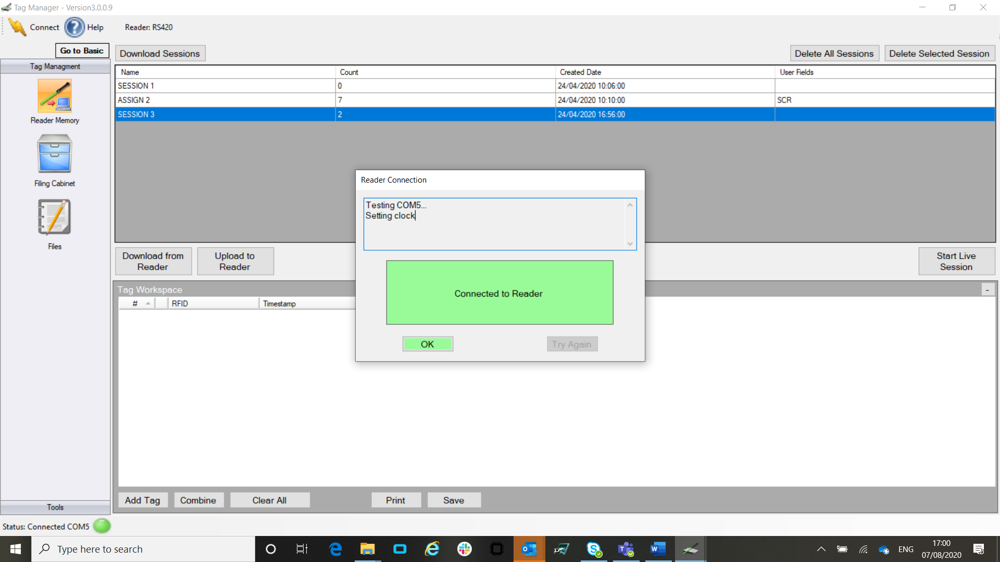 Tag Manager - Version3.0.0.9
Connect
Help
Reader: RS420
Go to Basic
Download Sessions
Delete All Sessions
Delete Selected Session
Tag Managment
Name
Count
Created Date
User Fields
SESSION 1
0
24/04/2020 10:06:00
ASSIGN 2
7
24/04/2020 10:10:00
SCR
SESSION 3
2
24/04/2020 16:56:00
Reader Memory
Filing Cabinet
Files
Reader Connection
Testing COM5...
Setting clock
Connected to Reader
OK
Try Again
Download from
Reader
Upload to
Reader
Start Live
Session
Tag Workspace
-
#
RFID
Timestamp
Add Tag
Combine
Clear All
Print
Save
Tools
Status: Connected COM5
Type here to search
ENG
17:00
07/08/2020